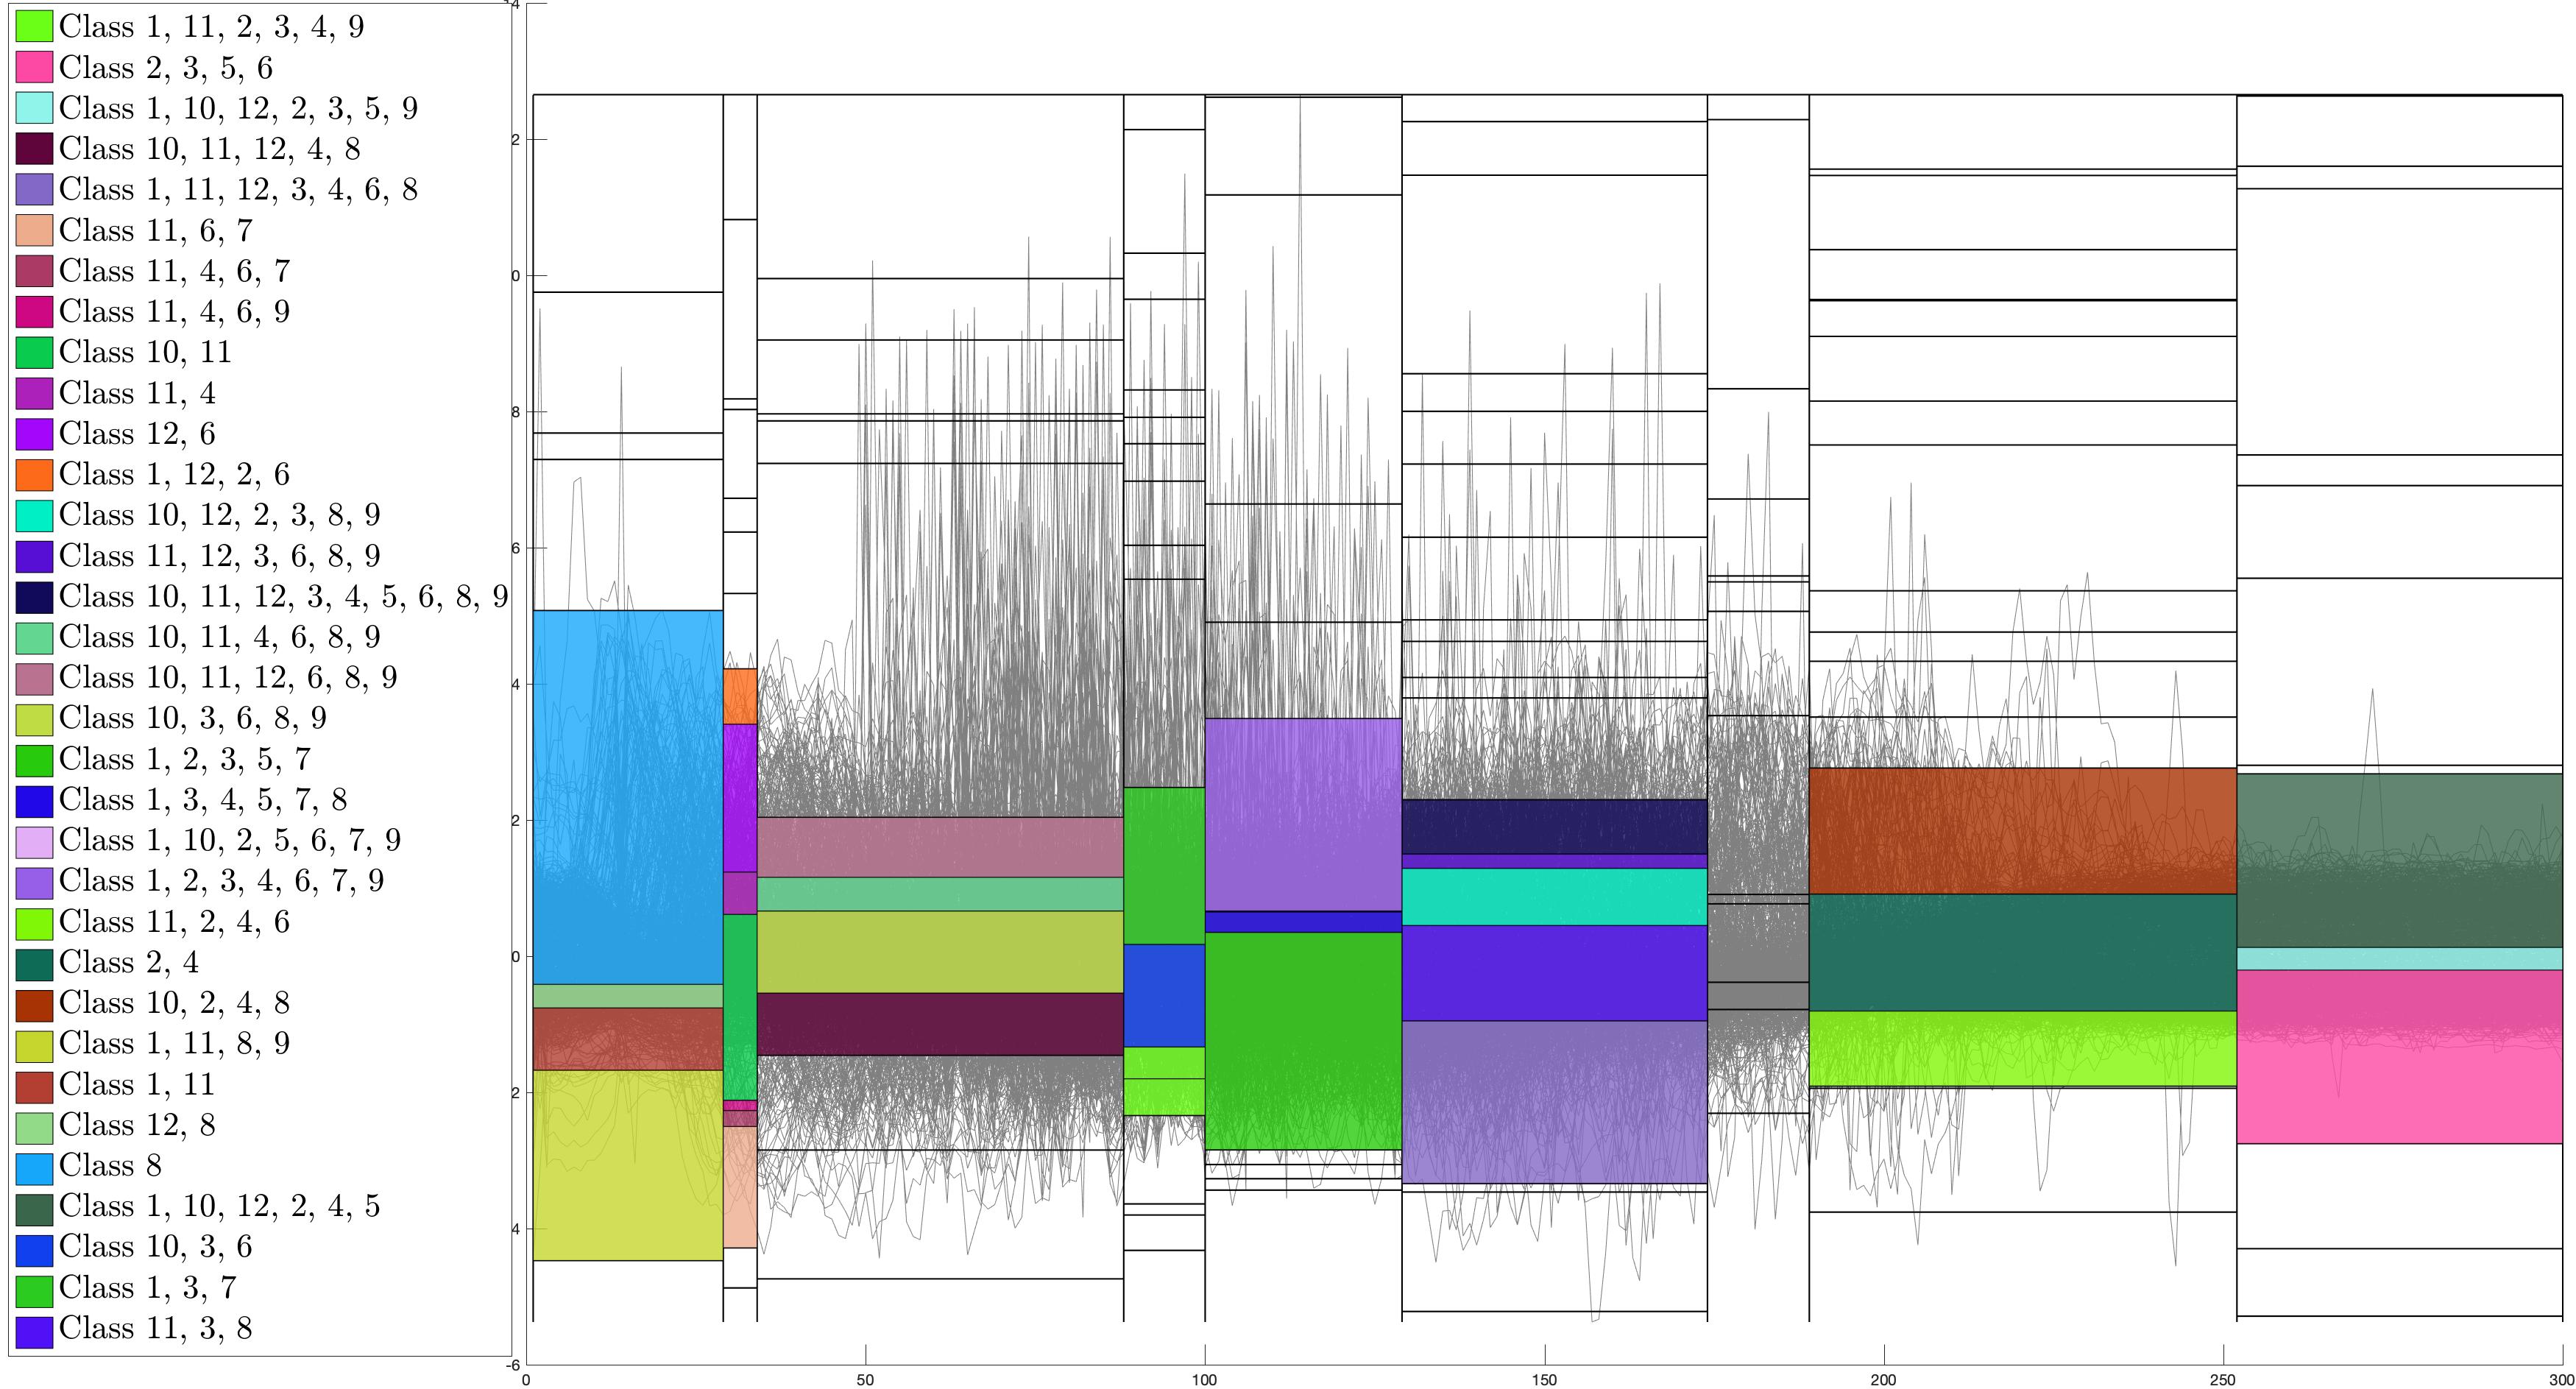 Class 1, 11, 2, 3, 4, 9
Class 2, 3, 5, 6
Class 1, 10, 12, 2, 3, 5, 9
Class 10, 11, 12, 4, 8
Class 1, 11, 12, 3, 4, 6, 8
Class 11, 6, 7
Class 11, 4, 6, 7
Class 11, 4, 6, 9
Class 10, 11
Class 11, 4
Class 12, 6
Class 1, 12, 2, 6
Class 10, 12, 2, 3, 8, 9
Class 11, 12, 3, 6, 8, 9
Class 10, 11, 12, 3, 4, 5, 6, 8, 9
Class 10, 11, 4, 6, 8, 9
Class 10, 11, 12, 6, 8, 9
Class 10, 3, 6, 8, 9
Class 1, 2, 3, 5, 7
Class 1, 3, 4, 5, 7, 8
Class 1, 10, 2, 5, 6, 7, 9
Class 1, 2, 3, 4, 6, 7, 9
Class 11, 2, 4, 6
Class 2, 4
Class 10, 2, 4, 8
Class 1, 11, 8, 9
Class 1, 11
Class 12, 8
Class 8
Class 1, 10, 12, 2, 4, 5
Class 10, 3, 6
Class 1, 3, 7
Class 11, 3, 8
2
0
8
6
4
2
0
2
4
-6
0 50 100 150 200 250 300